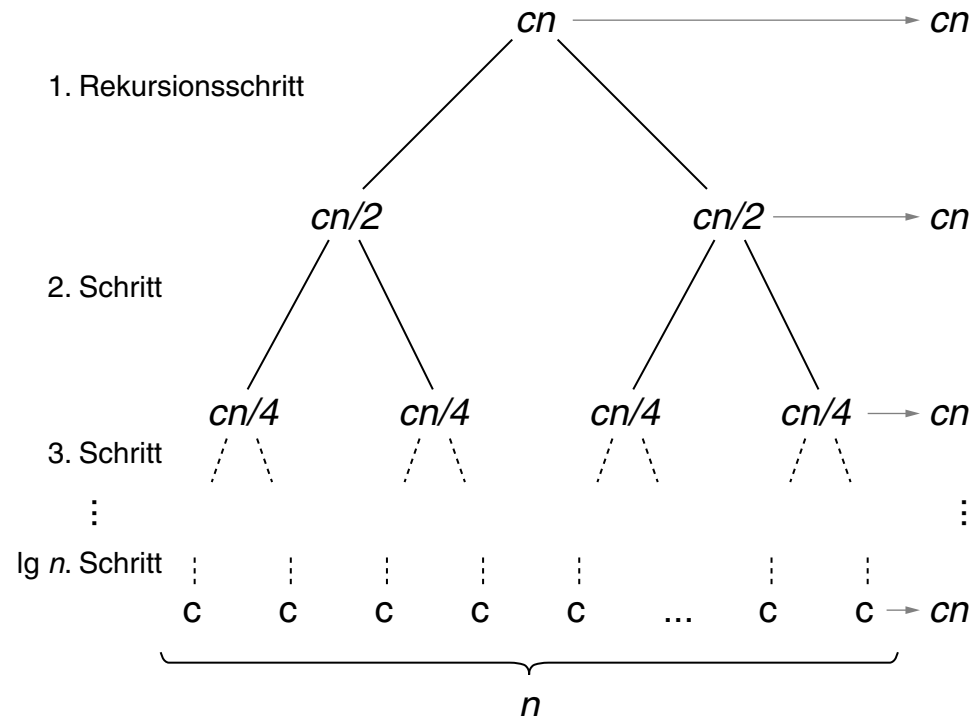 cn cn
1. Rekursionsschritt
cn/2 cn/2 cn
2. Schritt
cn/4 cn/4 cn/4 cn/4 cn
3. Schritt
⋮ ⋮
lg n. Schritt
c c c c c ... c c cn
n